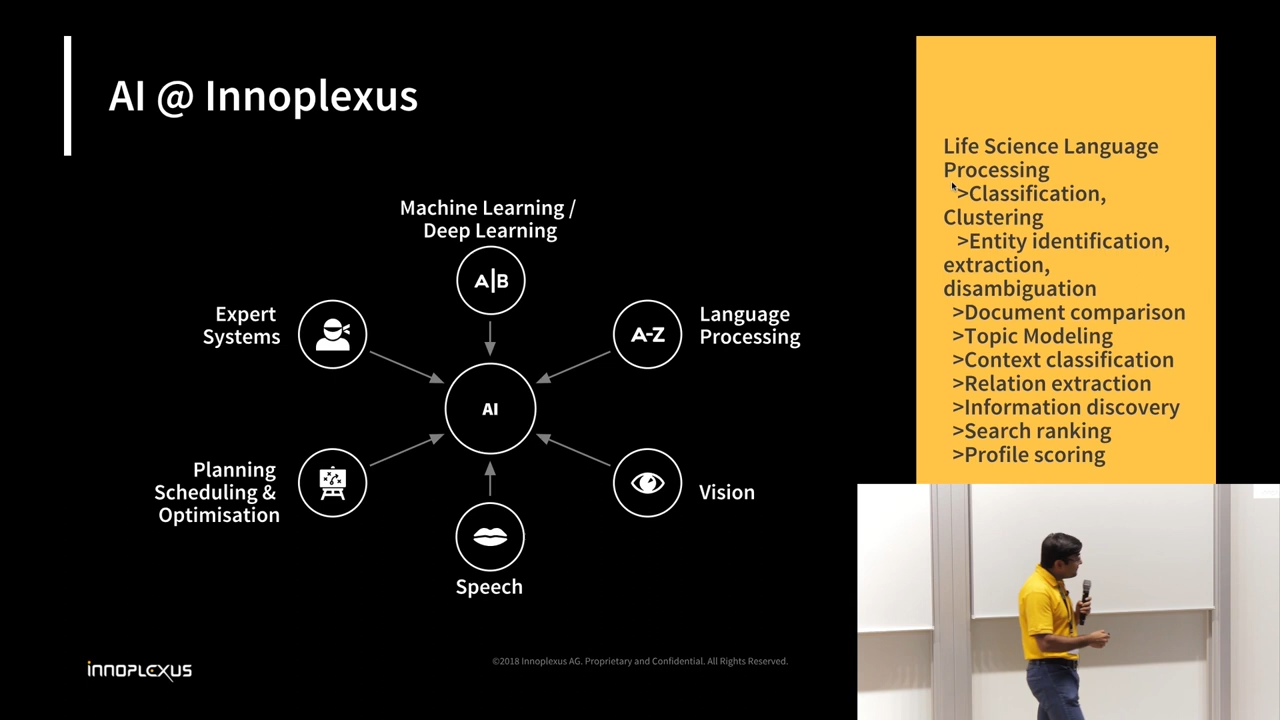 AI @ Innoplexus
Machine Learning /
Deep Learning
A|B
Expert
Systems
A-Z
Language
Processing
AI
Planning
Scheduling &
Optimisation
Vision
Speech
INNOPLEXUS
©2018 Innoplexus AG. Proprietary and Confidential. All Rights Reserved.
Life Science Language
Processing
>Classification,
Clustering
>Entity identification,
extraction,
disambiguation
>Document comparison
>Topic Modeling
>Context classification
>Relation extraction
>Information discovery
>Search ranking
>Profile scoring